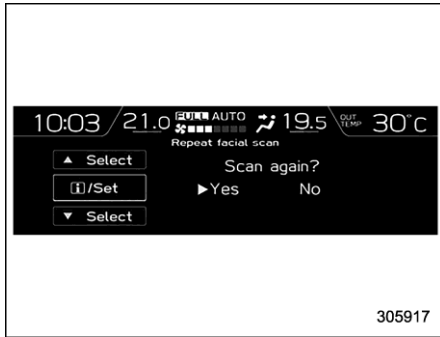 10:03 21.0 FULL AUTO 19.5 OUT TEMP 30°C
Repeat facial scan
▲ Select
Scan again?
i/Set
▶Yes No
▼ Select
305917